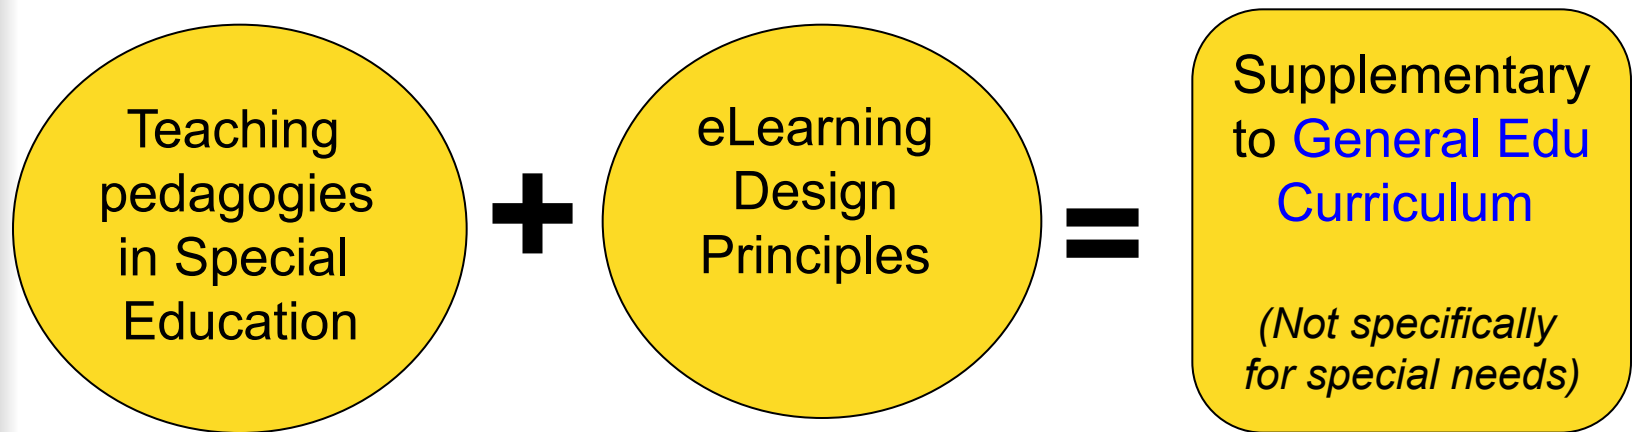 Teaching
pedagogies
in Special
Education
+
eLearning
Design
Principles
=
Supplementary
to General Edu
Curriculum
(Not specifically
for special needs)